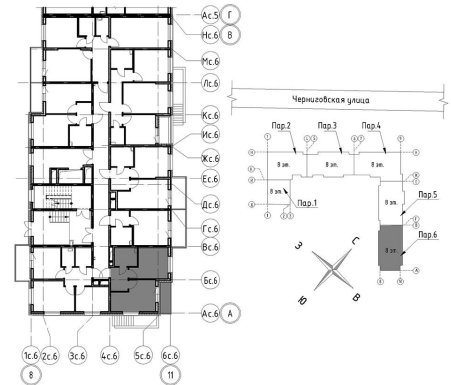 Ас.5 Г
Нс.6 В
Мс.6
Лс.6
Кс.6
Ис.6
Жс.6
Ес.6
Дс.6
Гс.6
Вс.6
Бс.6
Ас.6 А
1с.6 2с.6 3с.6 4с.6 5с.6 6с.6
8 11
Черниговская улица
Пар.2 Пар.3 Пар.4
8 эт. 8 эт. 8 эт.
8 эт.
Пар.1
8 эт.
Пар.5
8 эт.
Пар.6
З С
Ю В